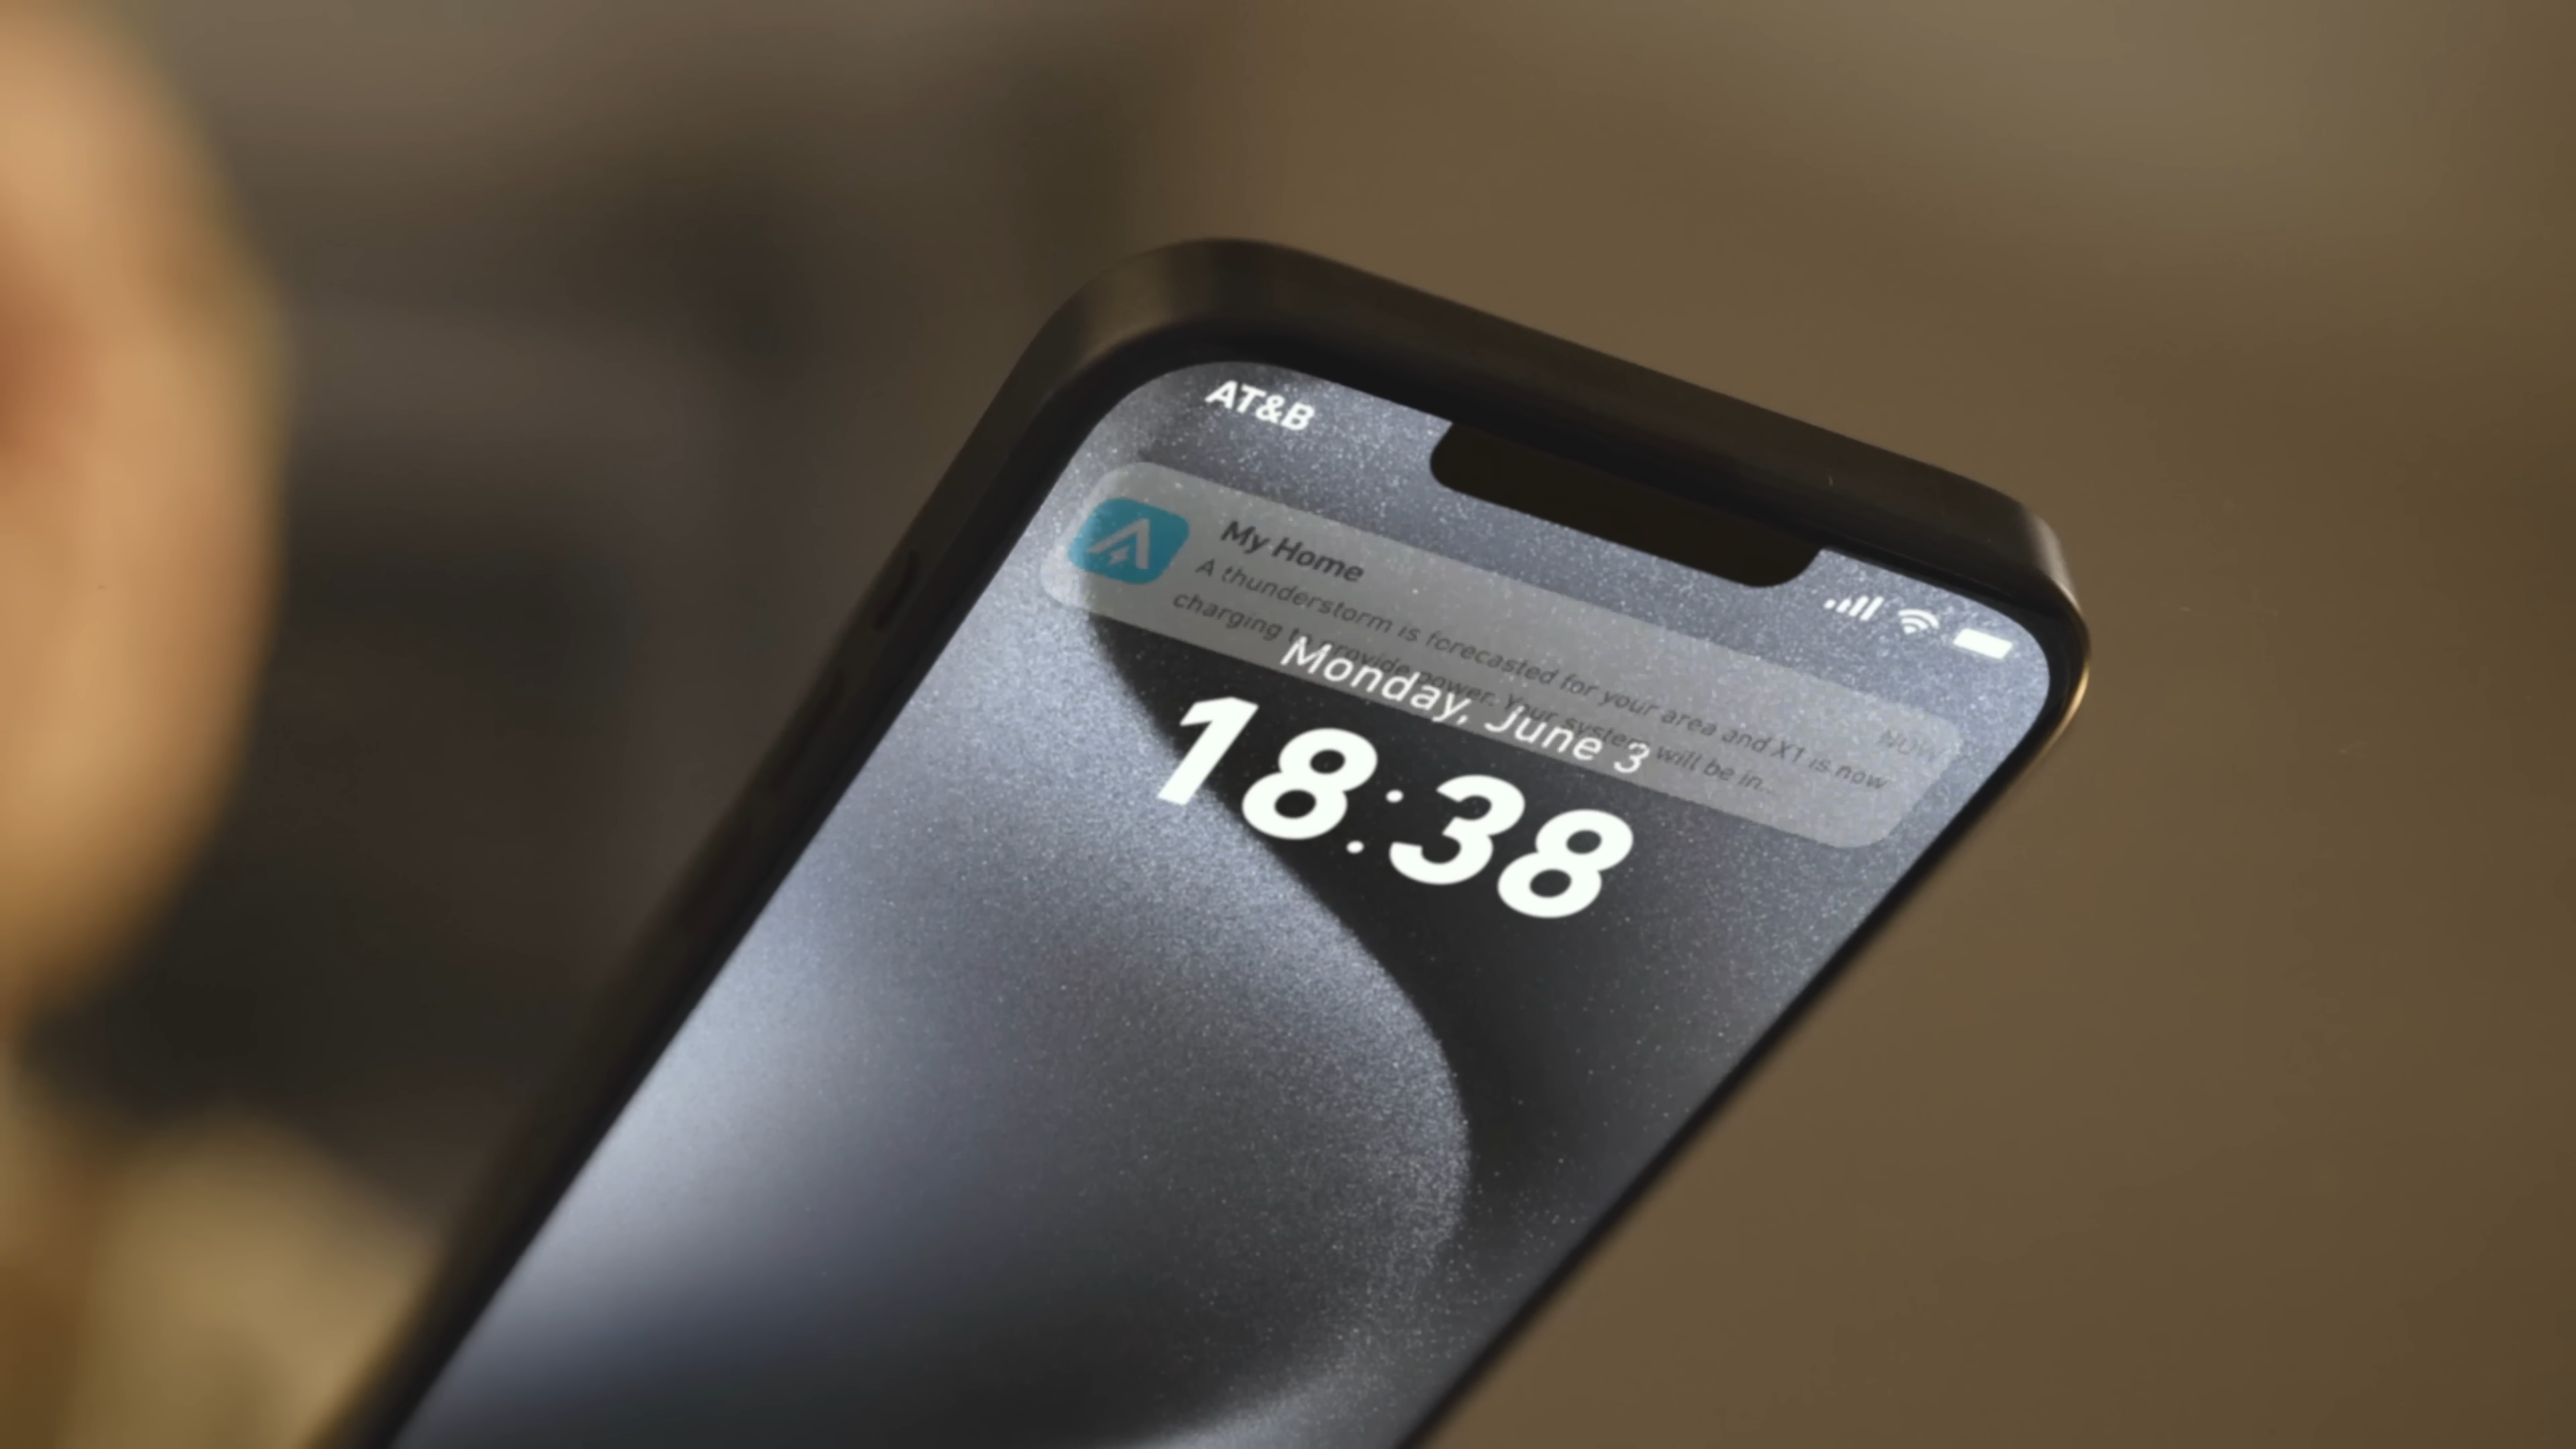 AT&B
My Home
NOW
A thunderstorm is forecasted for your area and X1 is now
charging to provide power. Your system will be in...
Monday, June 3
18:38